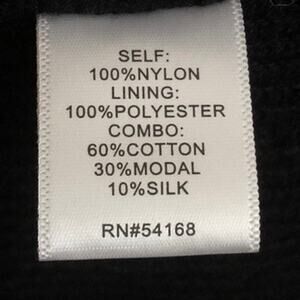 SELF:
100%NYLON
LINING:
100%POLYESTER
COMBO:
60%COTTON
30%MODAL
10%SILK
RN#54168